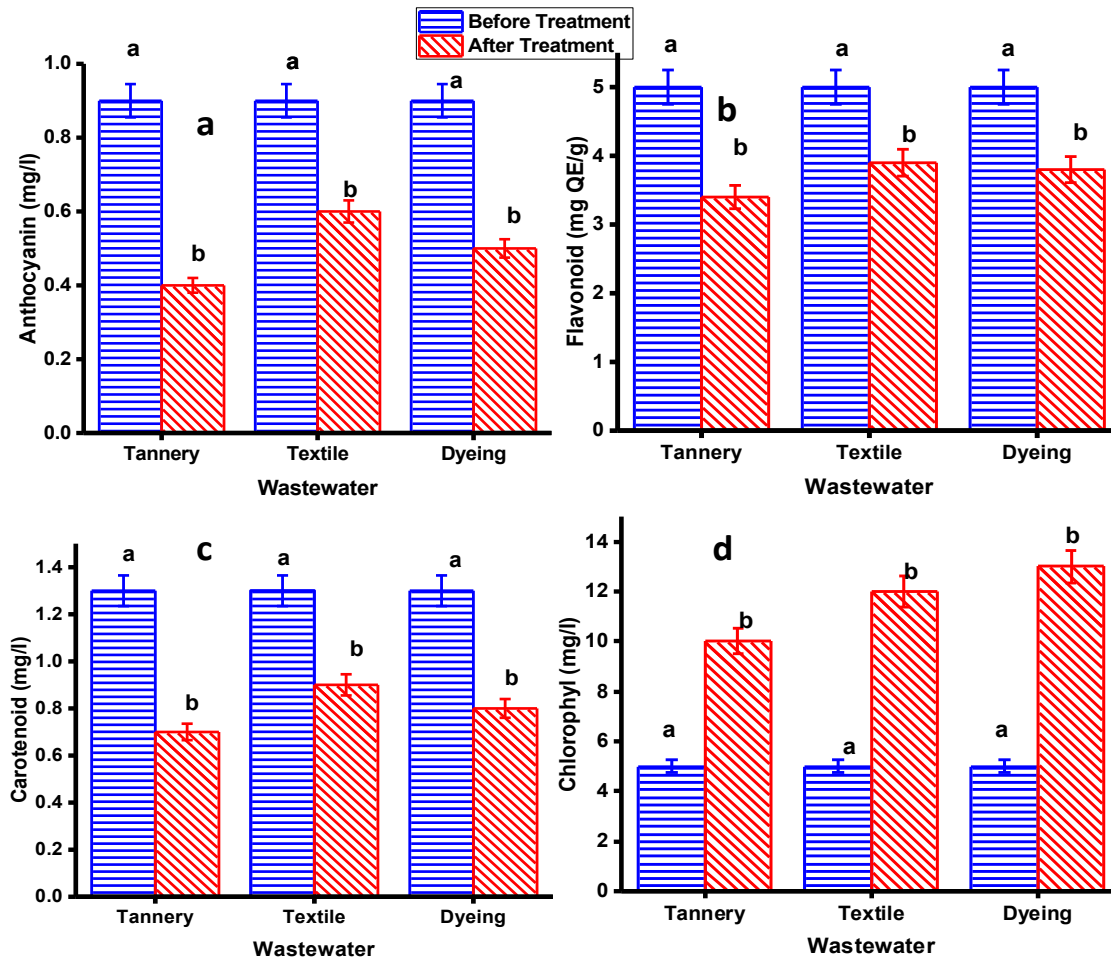 Before Treatment
After Treatment
a
a
a
a
b
b
b
Anthocyanin (mg/l)
1.0
0.8
0.6
0.4
0.2
0.0
Tannery Textile Dyeing
Wastewater
b
a
a
a
b
b
b
Flavonoid (mg QE/g)
5
4
3
2
1
0
Tannery Textile Dyeing
Wastewater
c
a
a
a
b
b
b
Carotenoid (mg/l)
1.4
1.2
1.0
0.8
0.6
0.4
0.2
0.0
Tannery Textile Dyeing
Wastewater
d
b
b
b
a
a
a
Chlorophyl (mg/l)
14
12
10
8
6
4
2
0
Tannery Textile Dyeing
Wastewater